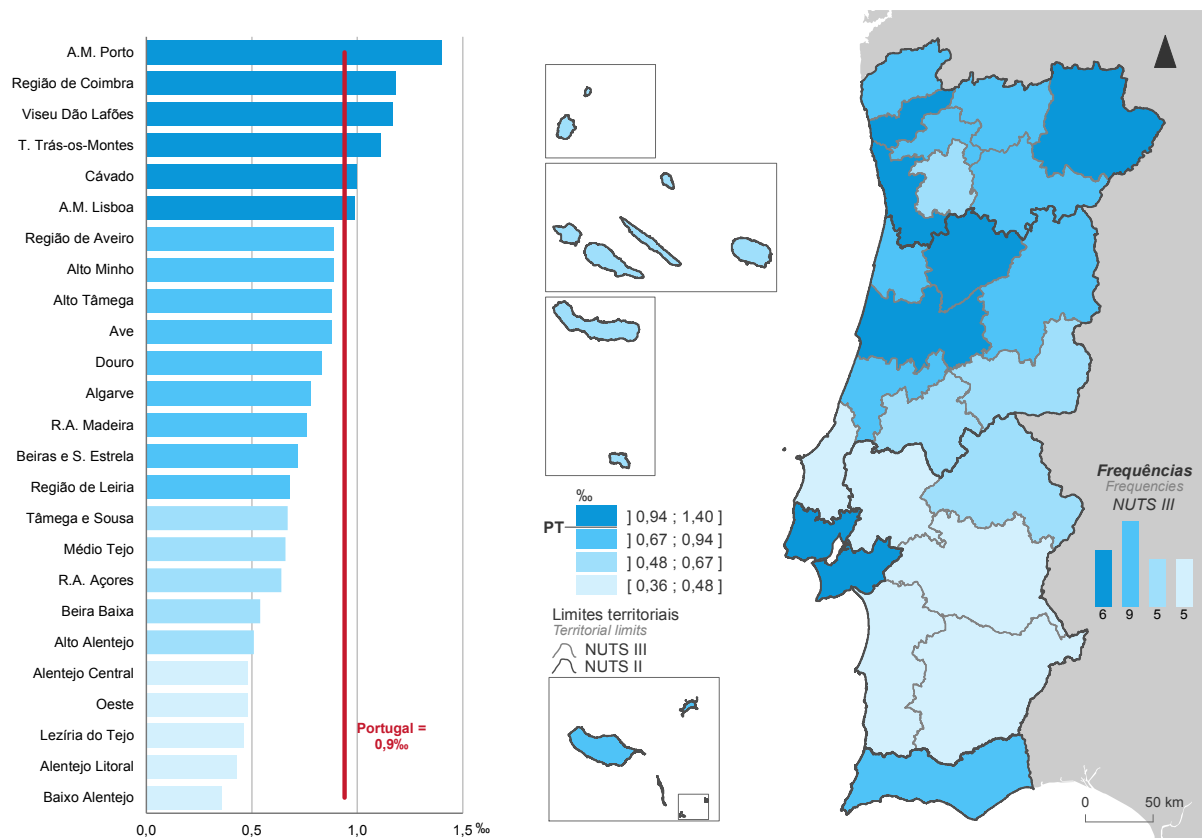 A.M. Porto
Região de Coimbra
Viseu Dão Lafões
T. Trás-os-Montes
Cávado
A.M. Lisboa
Região de Aveiro
Alto Minho
Alto Tâmega
Ave
Douro
Algarve
R.A. Madeira
Beiras e S. Estrela
Região de Leiria
Tâmega e Sousa
Médio Tejo
R.A. Açores
Beira Baixa
Alto Alentejo
Alentejo Central
Oeste
Lezíria do Tejo
Alentejo Litoral
Baixo Alentejo
Portugal =
0,9‰
0,0 0,5 1,0 1,5 ‰
‰
PT
] 0,94 ; 1,40 ]
] 0,67 ; 0,94 ]
] 0,48 ; 0,67 ]
[ 0,36 ; 0,48 ]
Limites territoriais
Territorial limits
NUTS III
NUTS II
Frequências
Frequencies
NUTS III
6 9 5 5
0 50 km